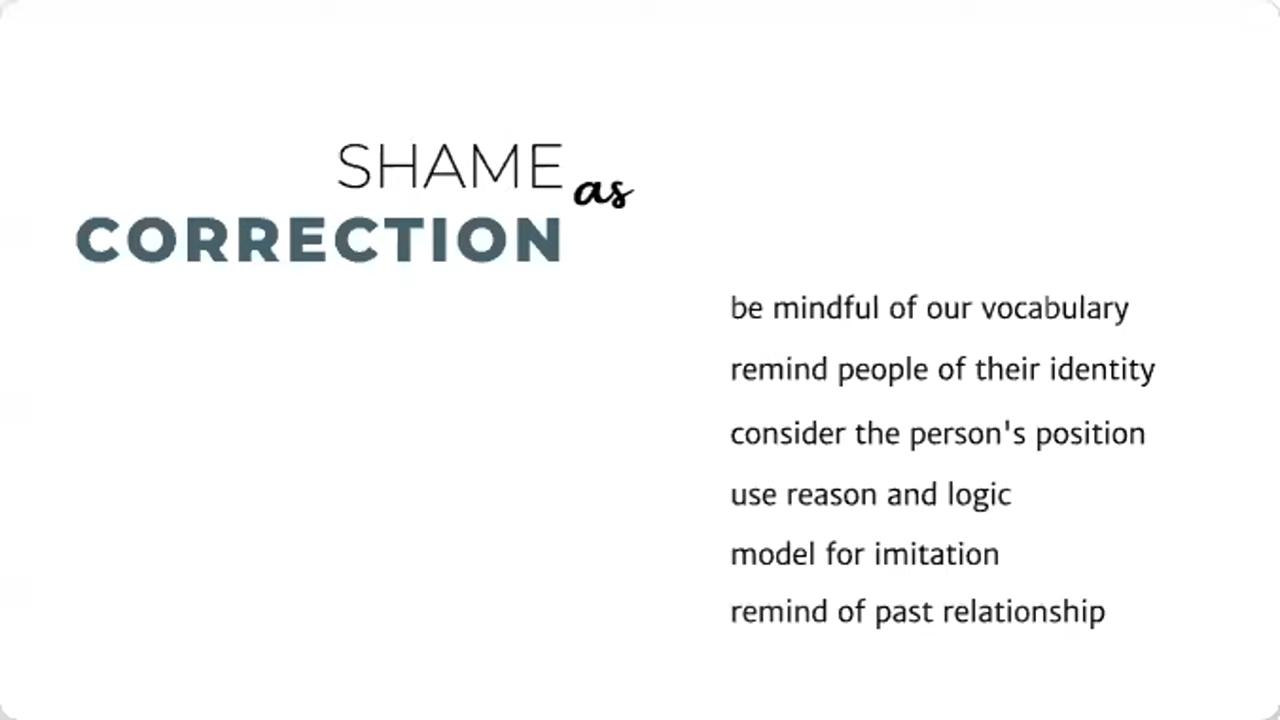 SHAME as
CORRECTION
be mindful of our vocabulary
remind people of their identity
consider the person's position
use reason and logic
model for imitation
remind of past relationship